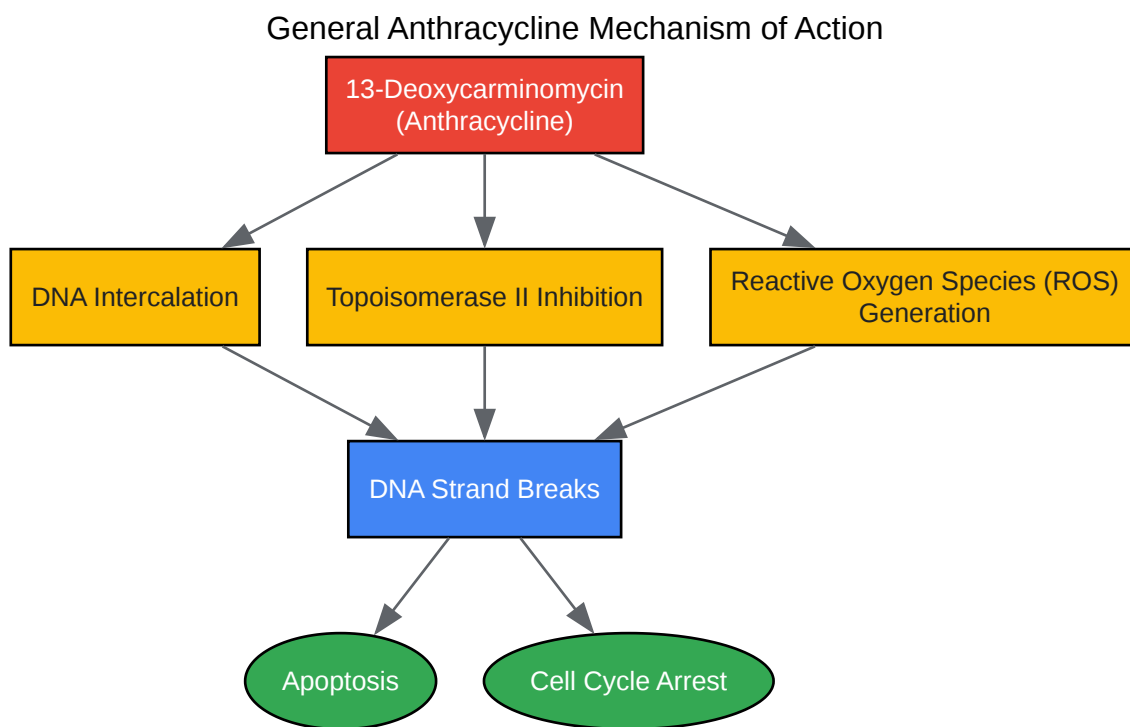 General Anthracycline Mechanism of Action
13-Deoxycarminomycin
(Anthracycline)
DNA Intercalation
Topoisomerase II Inhibition
Reactive Oxygen Species (ROS)
Generation
DNA Strand Breaks
Apoptosis
Cell Cycle Arrest